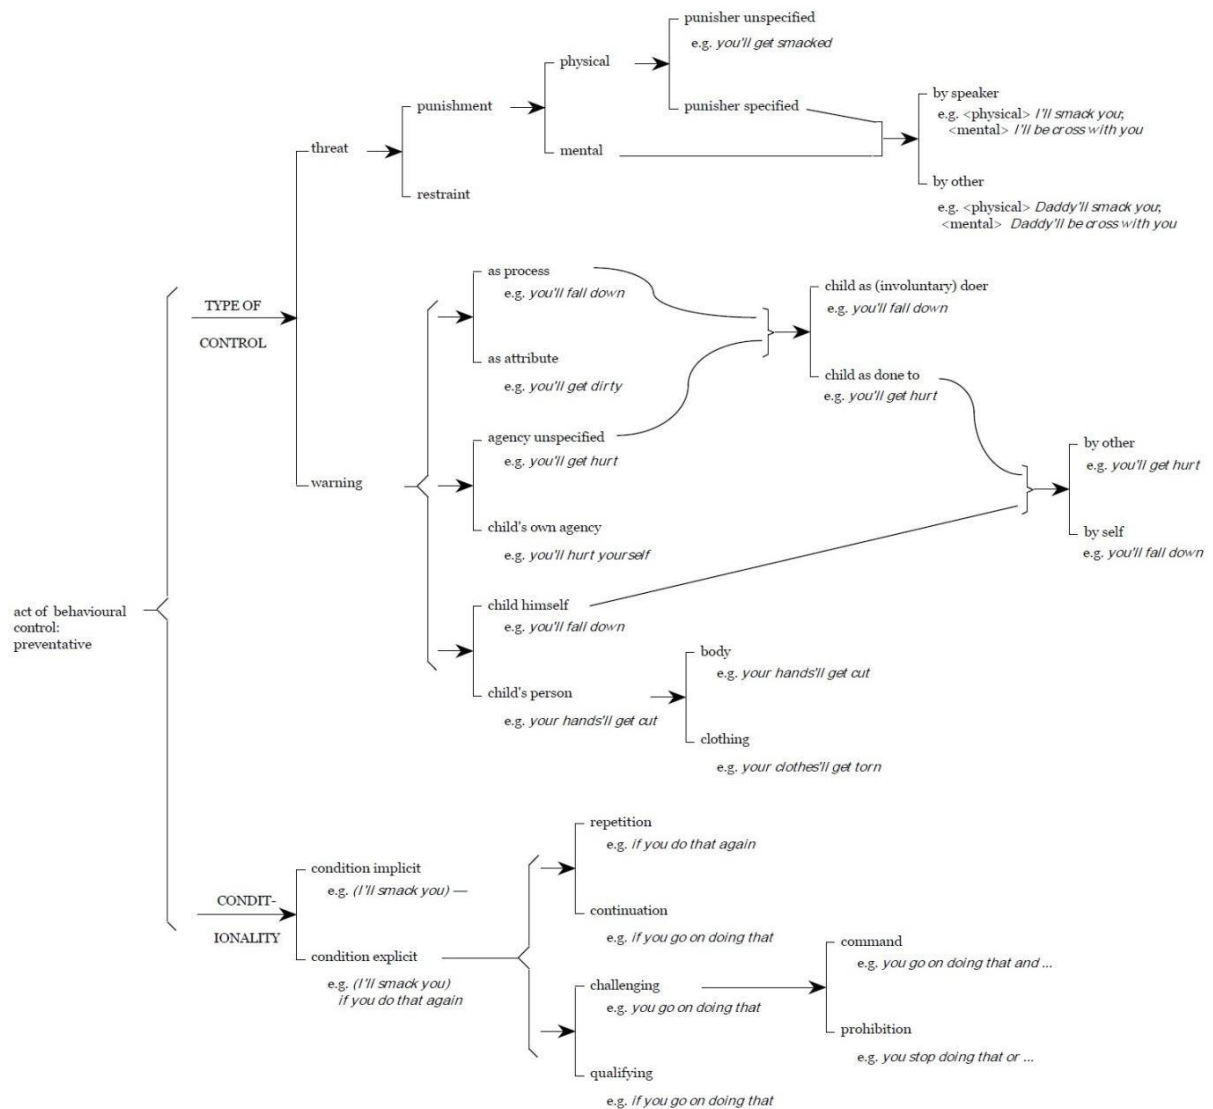 punisher unspecified
e.g. you'll get smacked
physical
punishment
punisher specified
by speaker
e.g. <physical> I'll smack you;
<mental> I'll be cross with you
threat
mental
restraint
by other
e.g. <physical> Daddy'll smack you;
<mental> Daddy'll be cross with you
TYPE OF
CONTROL
as process
e.g. you'll fall down
child as (involuntary) doer
e.g. you'll fall down
as attribute
e.g. you'll get dirty
child as done to
e.g. you'll get hurt
agency unspecified
e.g. you'll get hurt
by other
e.g. you'll get hurt
warning
child's own agency
e.g. you'll hurt yourself
by self
e.g. you'll fall down
act of behavioural
control:
preventative
child himself
e.g. you'll fall down
body
e.g. your hands'll get cut
child's person
e.g. your hands'll get cut
clothing
e.g. your clothes'll get torn
repetition
e.g. if you do that again
condition implicit
e.g. (I'll smack you) —
CONDIT-
IONALITY
continuation
e.g. if you go on doing that
condition explicit
e.g. (I'll smack you)
if you do that again
command
e.g. you go on doing that and ...
challenging
e.g. you go on doing that
prohibition
e.g. you stop doing that or ...
qualifying
e.g. if you go on doing that